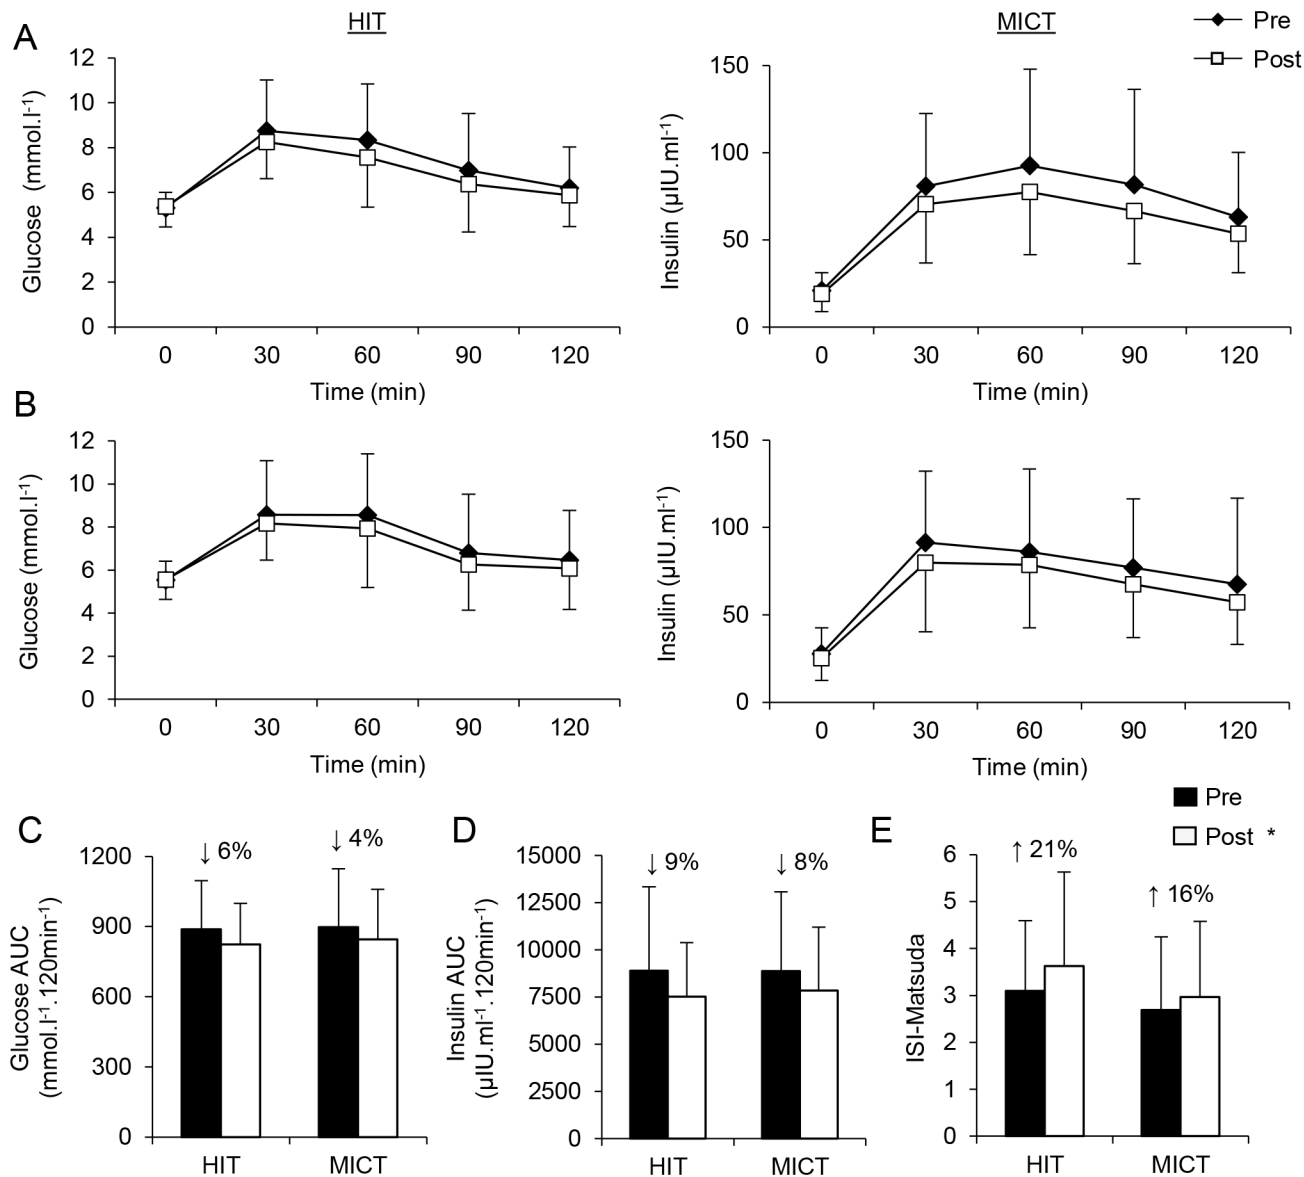 A
HIT
MICT
Pre
Post
12
10
8
6
4
2
0
Glucose (mmol.l-1)
0 30 60 90 120
Time (min)
150
100
50
0
Insulin (µIU.ml-1)
0 30 60 90 120
Time (min)
B
12
10
8
6
4
2
0
Glucose (mmol.l-1)
0 30 60 90 120
Time (min)
150
100
50
0
Insulin (µIU.ml-1)
0 30 60 90 120
Time (min)
Pre
Post *
C
↓ 6%
↓ 4%
1200
900
600
300
0
Glucose AUC
(mmol.l-1.120min-1)
HIT MICT
D
↓ 9%
↓ 8%
15000
12500
10000
7500
5000
2500
0
Insulin AUC
(µIU.ml-1.120min-1)
HIT MICT
E
↑ 21%
↑ 16%
6
5
4
3
2
1
0
ISI-Matsuda
HIT MICT